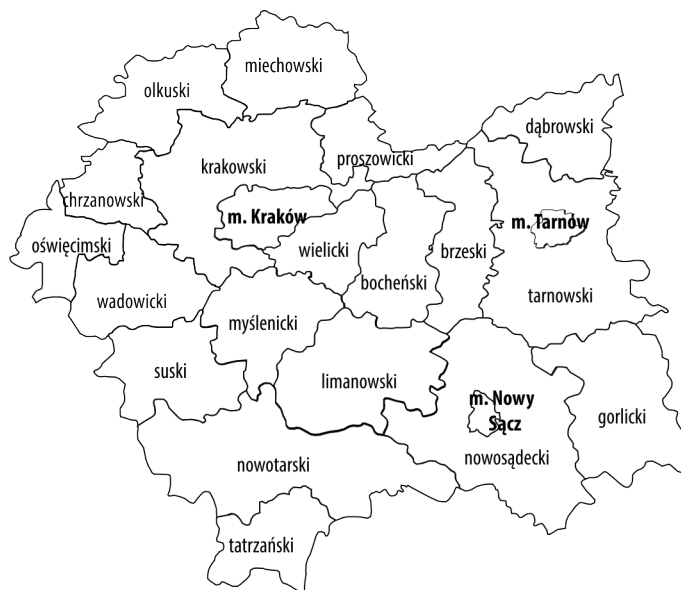 miechowski
olkuski
dąbrowski
proszowicki
krakowski
chrzanowski
m. Kraków
m. Tarnów
oświęcimski
wielicki
brzeski
bocheński
wadowicki
tarnowski
myślenicki
suski
limanowski
m. Nowy
Sącz
gorlicki
nowosądecki
nowotarski
tatrzański